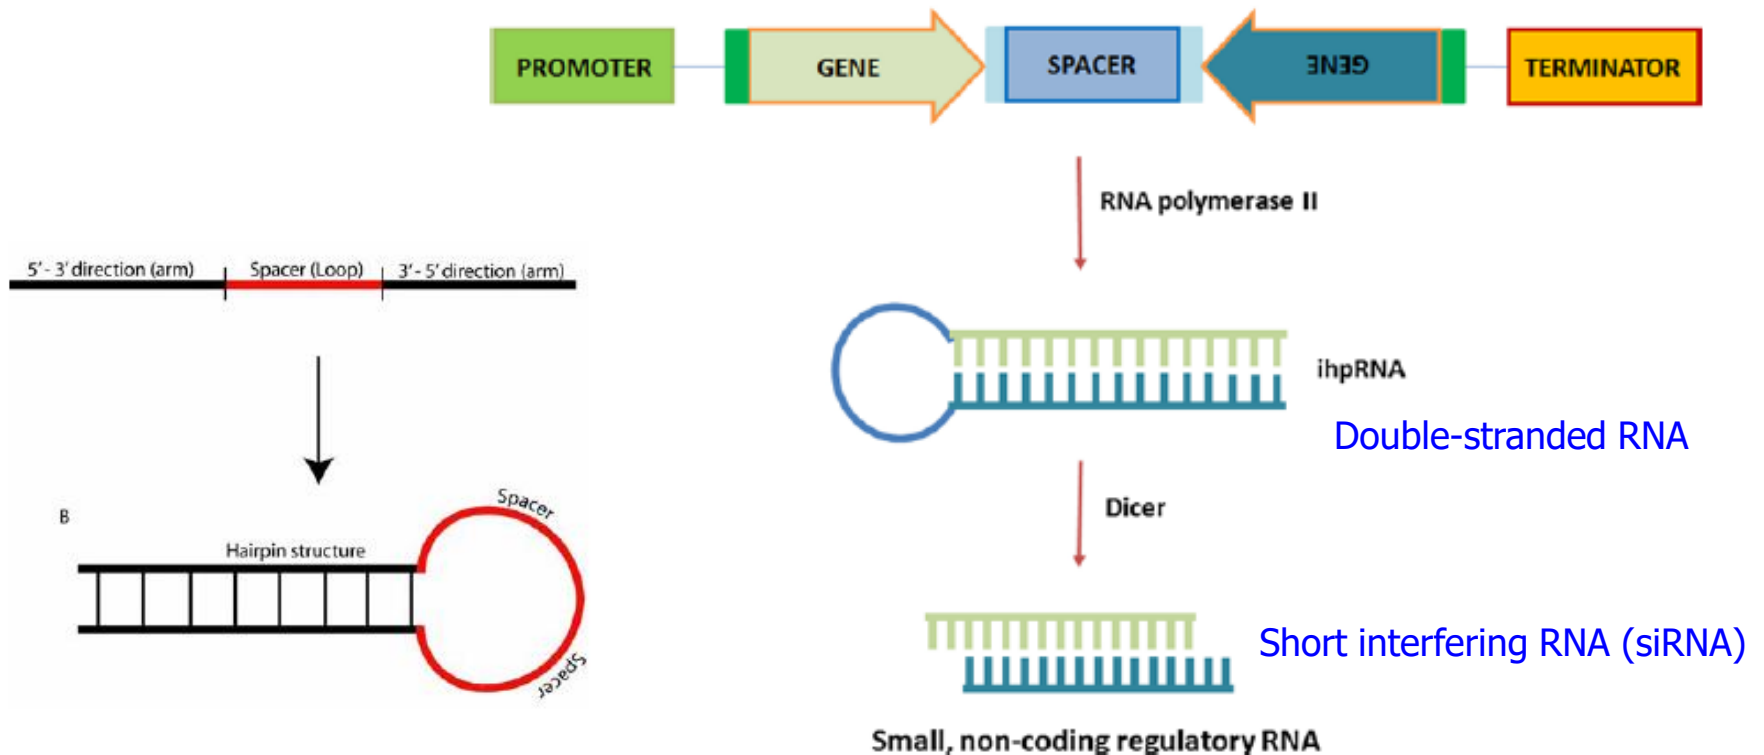 PROMOTER GENE SPACER GENE TERMINATOR
RNA polymerase II
5'- 3' direction (arm) Spacer (Loop) 3'- 5' direction (arm)
ihpRNA
Double-stranded RNA
B
Spacer
Dicer
Hairpin structure
Spacer
Short interfering RNA (siRNA)
Small, non-coding regulatory RNA